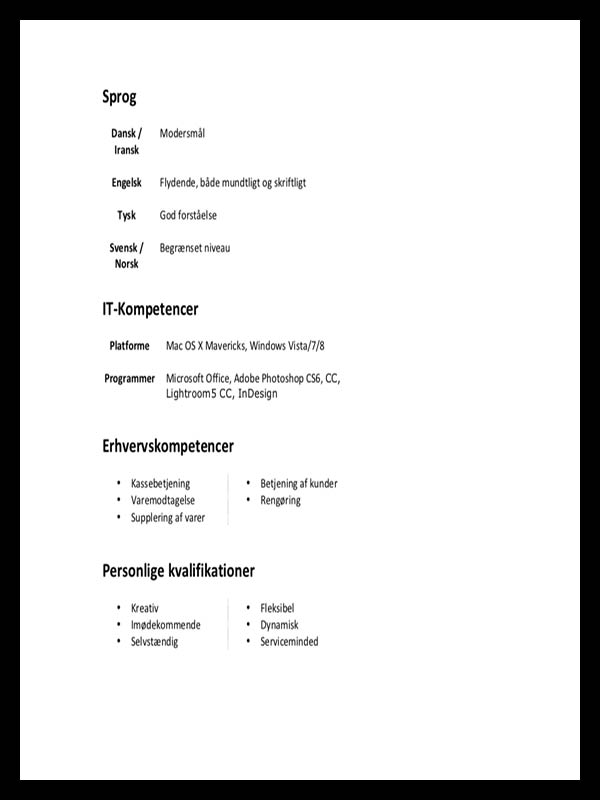 Sprog
Dansk / Modersmål
Iransk
Engelsk Flydende, både mundtligt og skriftligt
Tysk God forståelse
Svensk / Begrænset niveau
Norsk
IT-Kompetencer
Platforme Mac OS X Mavericks, Windows Vista/7/8
Programmer Microsoft Office, Adobe Photoshop CS6, CC,
Lightroom5 CC, InDesign
Erhvervskompetencer
• Kassebetjening
• Varemodtagelse
• Supplering af varer
• Betjening af kunder
• Rengøring
Personlige kvalifikationer
• Kreativ
• Imødekommende
• Selvstændig
• Fleksibel
• Dynamisk
• Serviceminded